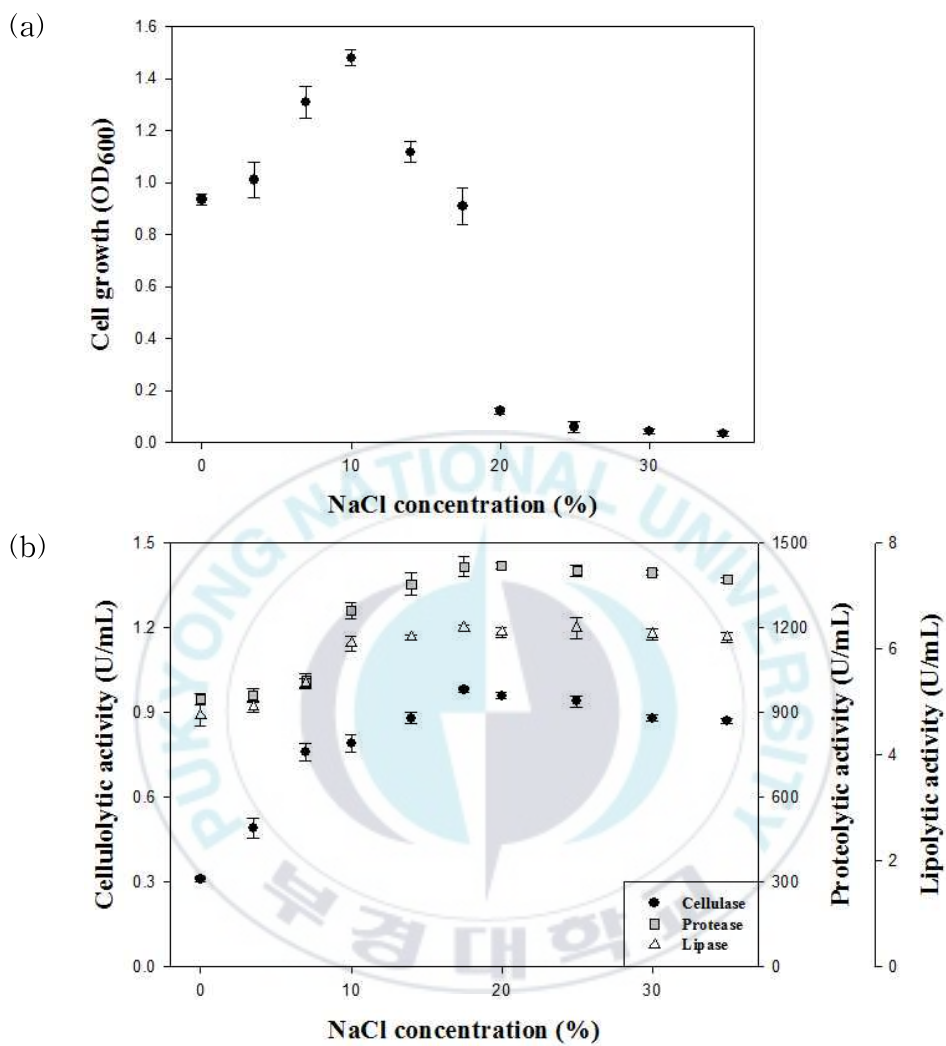 (a)
1.6
1.4
1.2
1.0
0.8
0.6
0.4
0.2
0.0
Cell growth (OD600)
0
10
20
30
NaCl concentration (%)
(b)
1.5
1.2
0.9
0.6
0.3
0.0
Cellulolytic activity (U/mL)
1500
1200
900
600
300
0
Proteolytic activity (U/mL)
8
6
4
2
0
Lipolytic activity (U/mL)
Cellulase
Protease
Lipase
0
10
20
30
NaCl concentration (%)
PUKYONG NATIONAL UNIVERSITY
부경대학교